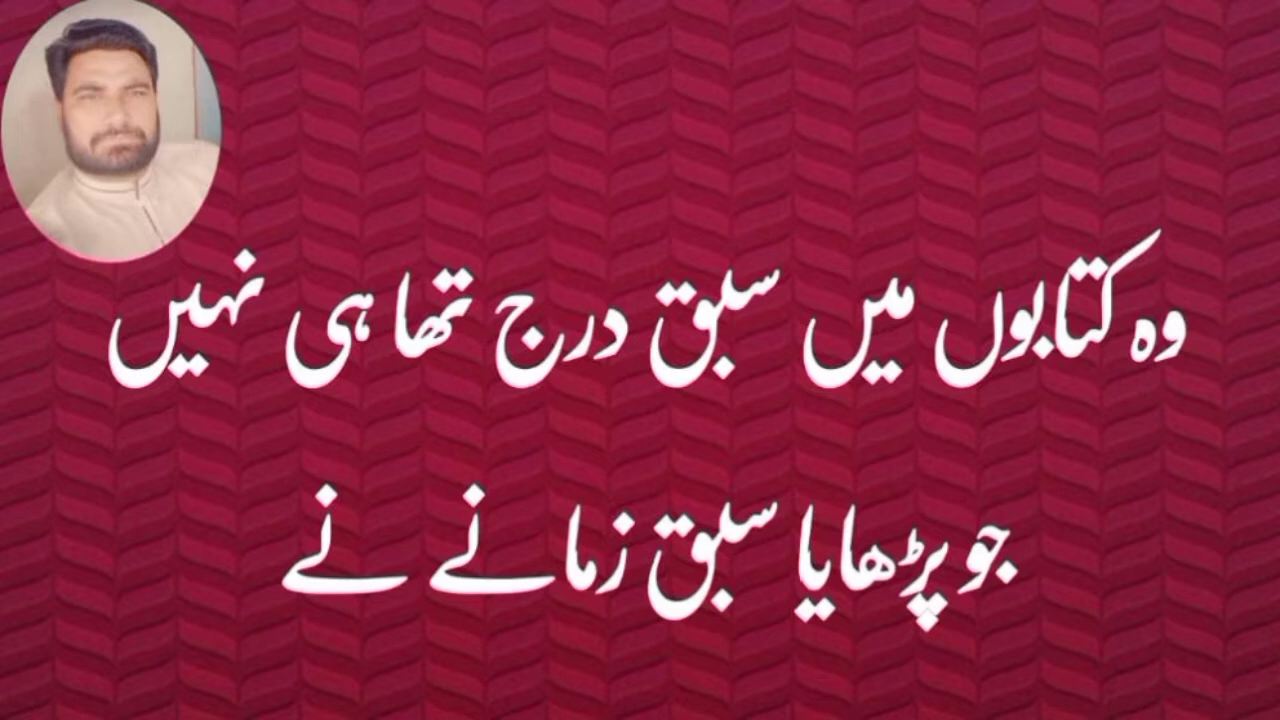 وہ کتابوں میں سبق درج تھا ہی نہیں
جو پڑھایا سبق زمانے نے